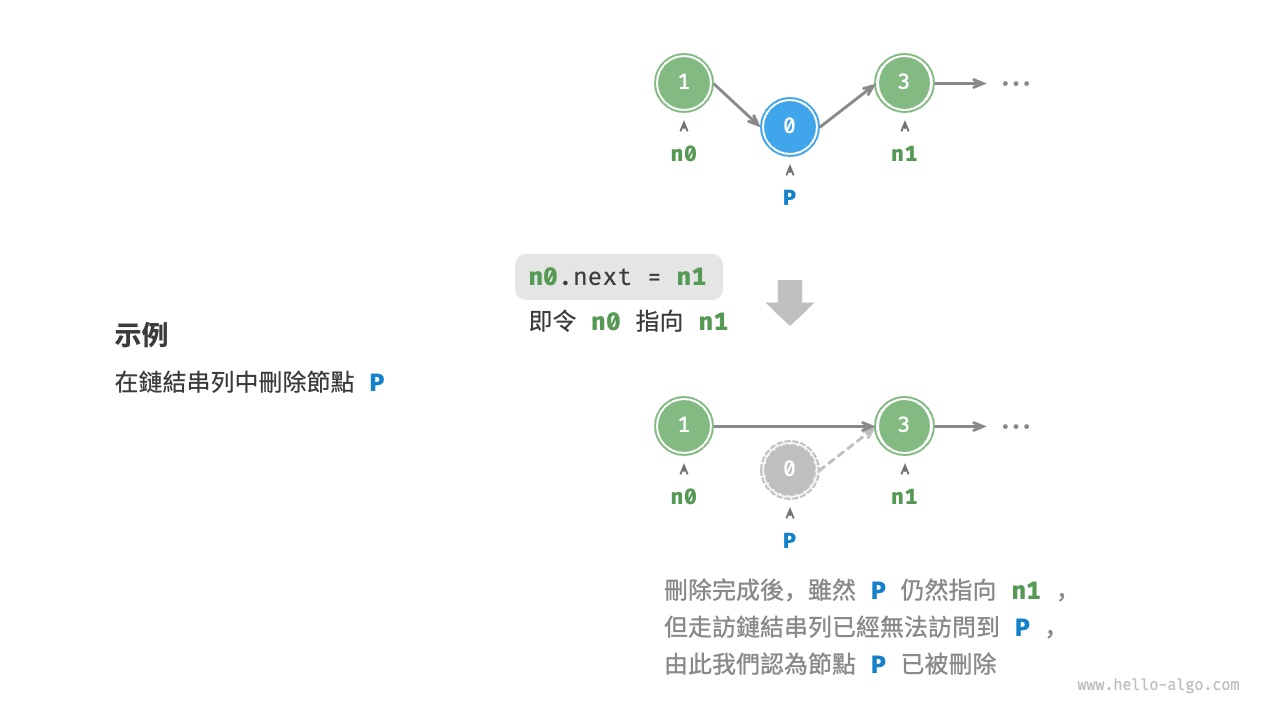 示例
在鏈結串列中刪除節點 P
1
0
3
...
n0
n1
P
n0.next = n1
即令 n0 指向 n1
1
0
3
...
n0
n1
P
刪除完成後，雖然 P 仍然指向 n1 ，
但走訪鏈結串列已經無法訪問到 P ，
由此我們認為節點 P 已被刪除
www.hello-algo.com